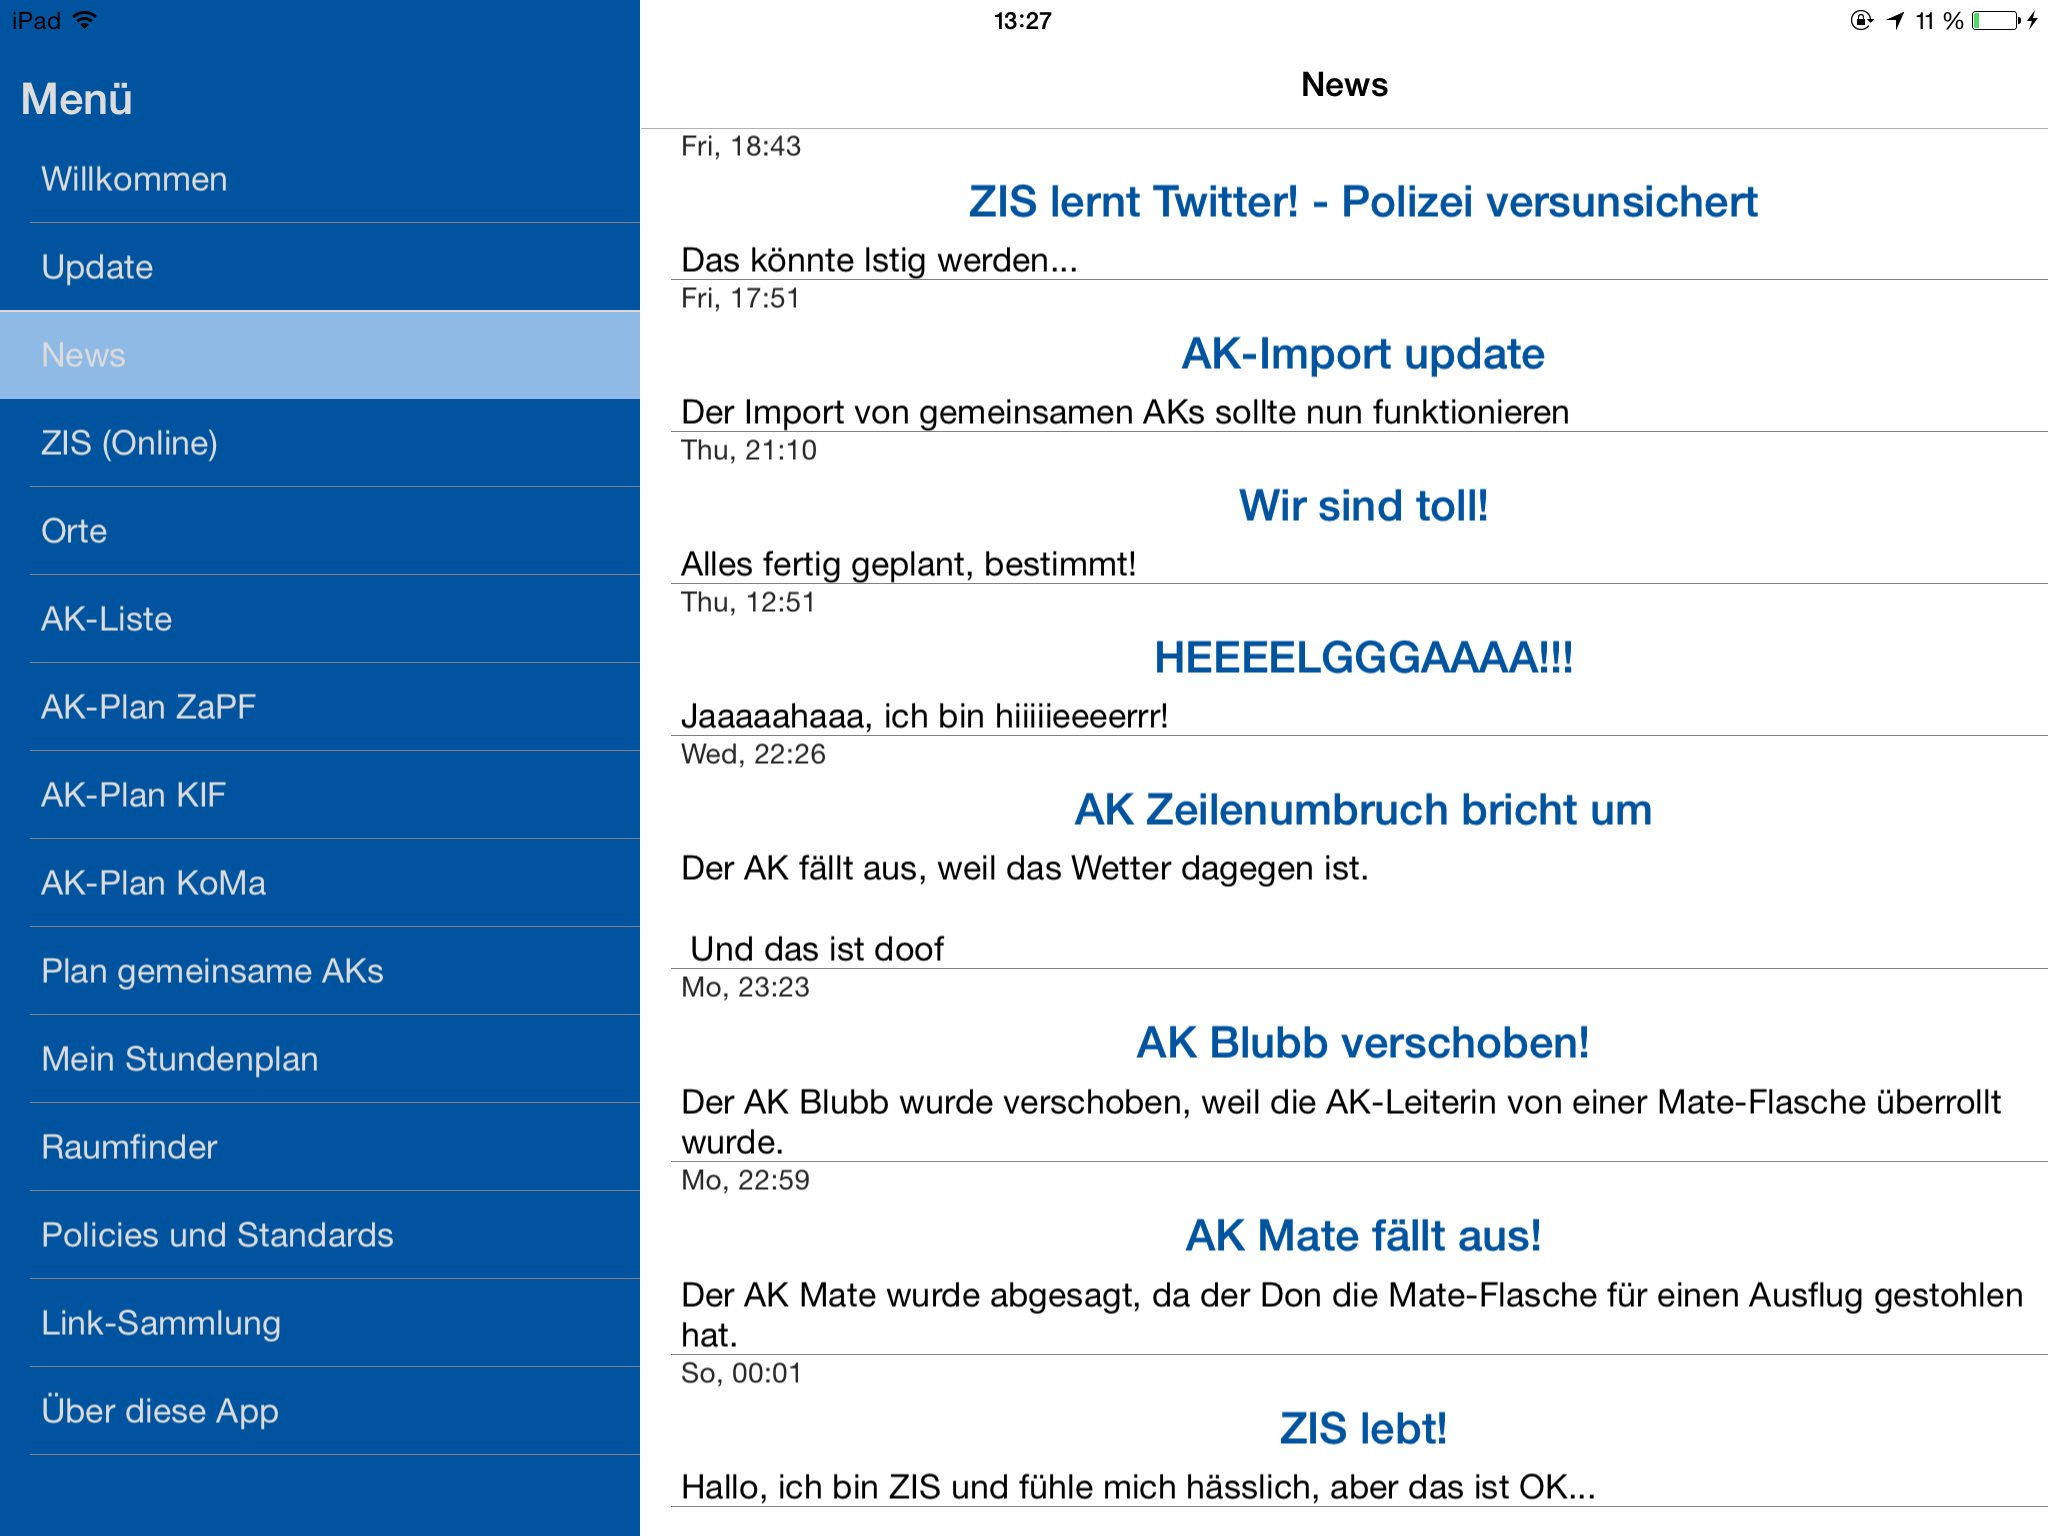 iPad
13:27
11 %
Menü
Willkommen
Update
News
ZIS (Online)
Orte
AK-Liste
AK-Plan ZaPF
AK-Plan KIF
AK-Plan KoMa
Plan gemeinsame AKs
Mein Stundenplan
Raumfinder
Policies und Standards
Link-Sammlung
Über diese App
News
Fri, 18:43
ZIS lernt Twitter! - Polizei versunsichert
Das könnte lstig werden...
Fri, 17:51
AK-Import update
Der Import von gemeinsamen AKs sollte nun funktionieren
Thu, 21:10
Wir sind toll!
Alles fertig geplant, bestimmt!
Thu, 12:51
HEEEELGGGAAAA!!!
Jaaaaahaaa, ich bin hiiiiieeeerrr!
Wed, 22:26
AK Zeilenumbruch bricht um
Der AK fällt aus, weil das Wetter dagegen ist.
Und das ist doof
Mo, 23:23
AK Blubb verschoben!
Der AK Blubb wurde verschoben, weil die AK-Leiterin von einer Mate-Flasche überrollt
wurde.
Mo, 22:59
AK Mate fällt aus!
Der AK Mate wurde abgesagt, da der Don die Mate-Flasche für einen Ausflug gestohlen
hat.
So, 00:01
ZIS lebt!
Hallo, ich bin ZIS und fühle mich hässlich, aber das ist OK...